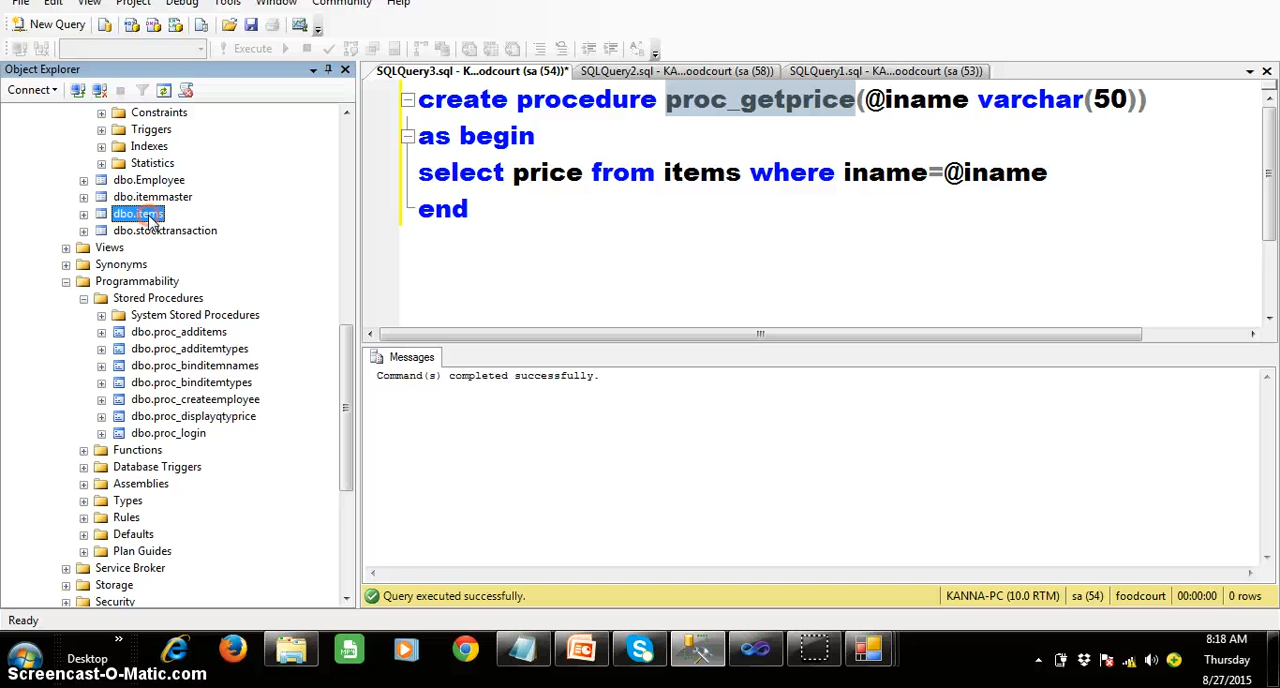 File Edit View Project Debug Tools Window Community Help
New Query
Execute
Object Explorer
Connect
Constraints
Triggers
Indexes
Statistics
dbo.Employee
dbo.itemmaster
dbo.items
dbo.stocktransaction
Views
Synonyms
Programmability
Stored Procedures
System Stored Procedures
dbo.proc_additems
dbo.proc_additemtypes
dbo.proc_binditemnames
dbo.proc_binditemtypes
dbo.proc_createemployee
dbo.proc_displayqtyprice
dbo.proc_login
Functions
Database Triggers
Assemblies
Types
Rules
Defaults
Plan Guides
Service Broker
Storage
Security
SQLQuery3.sql - K...odcourt (sa (54))* SQLQuery2.sql - KA...oodcourt (sa (58)) SQLQuery1.sql - KA...oodcourt (sa (53))
create procedure proc_getprice(@iname varchar(50))
as begin
select price from items where iname=@iname
end
Messages
Command(s) completed successfully.
Query executed successfully. KANNA-PC (10.0 RTM) sa (54) foodcourt 00:00:00 0 rows
Ready
Desktop »
8:18 AM
Thursday
8/27/2015
Screencast-O-Matic.com